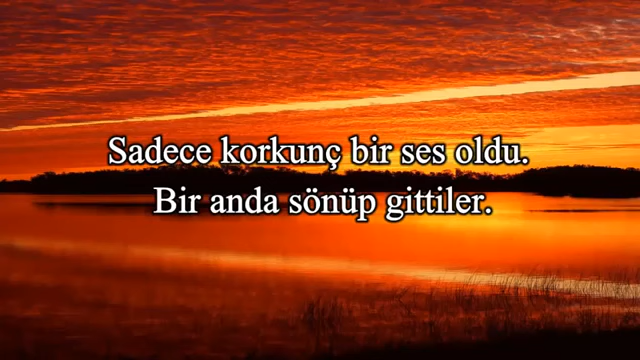 Sadece korkunç bir ses oldu.
Bir anda sönüp gittiler.